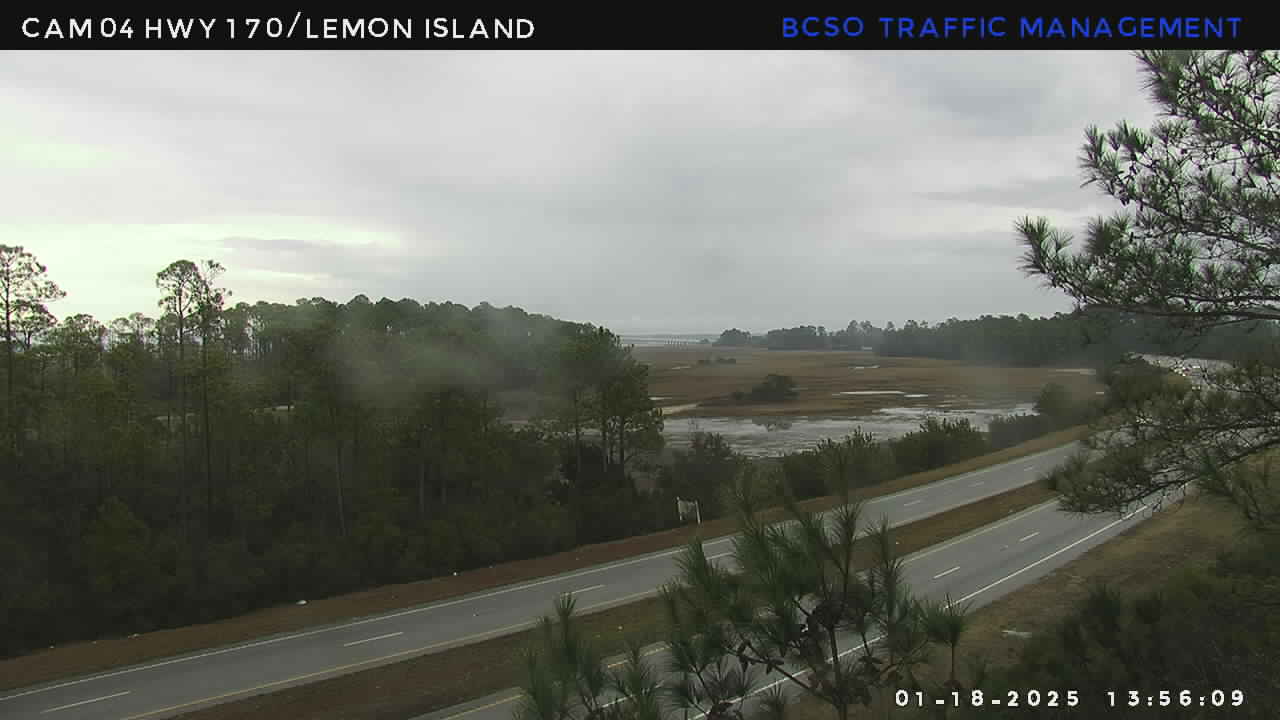 CAM04 HWY 170/LEMON ISLAND
BCSO TRAFFIC MANAGEMENT
01-18-2025 13:56:09